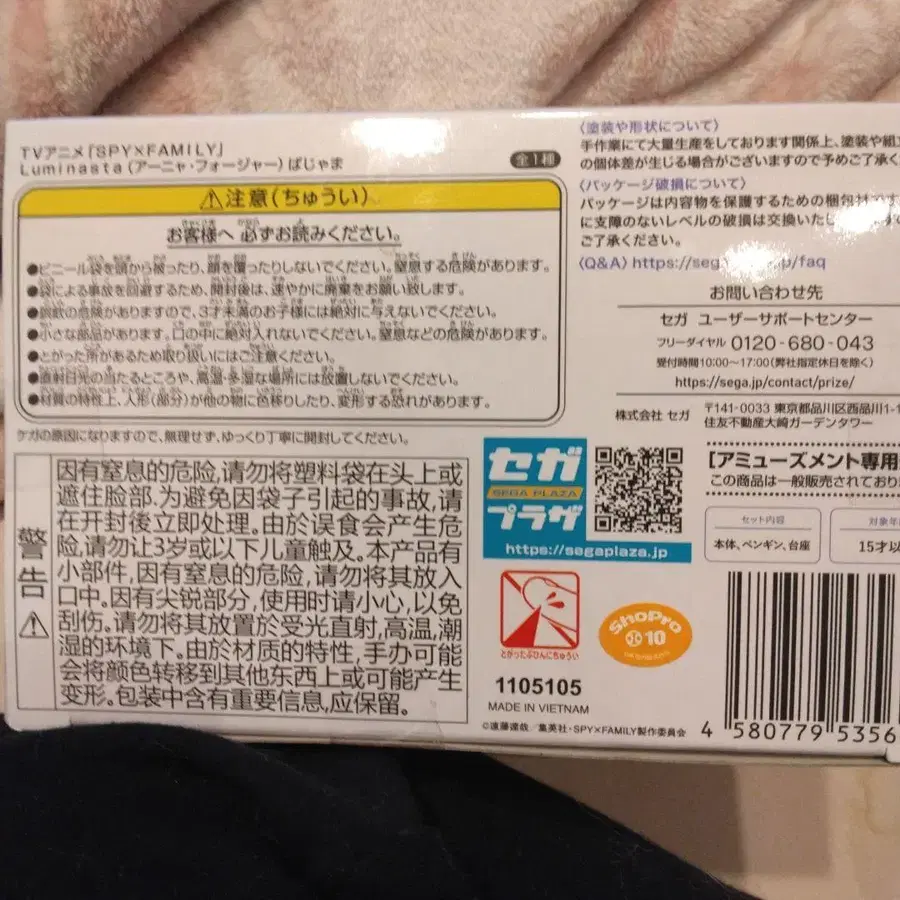 TVアニメ「SPY×FAMILY」
Luminasta（アーニャ・フォージャー）ぱじゃま
全1種
⚠注意（ちゅうい）
お客様へ 必ずお読みください。
●ビニール袋を頭から被ったり、顔を覆ったりしないでください。窒息する危険があります。
●袋による事故を回避するため、開封後は、速やかに廃棄をお願い致します。
●誤飲の危険がありますので、3才未満のお子様には絶対に与えないでください。
●小さな部品があります。口の中に絶対入れないでください。窒息などの危険があります。
●とがった所があるため取り扱いにはご注意ください。
●直射日光の当たるところや、高温・多湿な場所には放置しないでください。
●材質の特性上、人形（部分）が他の物に色移りしたり、変形する恐れがあります。
ケガの原因になりますので、無理せず、ゆっくり丁寧に開封してください。
警告⚠
因有窒息的危险,请勿将塑料袋在头上或
遮住脸部.为避免因袋子引起的事故,请
在开封後立即处理.由於误食会产生危
险,请勿让3岁或以下儿童触及.本产品有
小部件,因有窒息的危险,请勿将其放入
口中.因有尖锐部分,使用时请小心,以免
刮伤.请勿将其放置於受光直射,高温,潮
湿的环境下.由於材质的特性,手办可能
会将颜色转移到其他东西上或可能产生
变形.包装中含有重要信息,应保留.
〈塗装や形状について〉
手作業にて大量生産をしております関係上、塗装や組
の個体差が生じる場合がございますので予めご了承く
〈パッケージ破損について〉
パッケージは内容物を保護するための梱包材です
に支障のないレベルの破損は交換いたし
ご了承ください。
〈Q&A〉https://sega.jp/faq
お問い合わせ先
セガ ユーザーサポートセンター
フリーダイヤル 0120-680-043
受付時間10:00～17:00（弊社指定休日を除く）
https://sega.jp/contact/prize/
株式会社 セガ
〒141-0033 東京都品川区西品川1-1
住友不動産大崎ガーデンタワー
セガ
SEGA PLAZA
プラザ
https://segaplaza.jp
[アミューズメント専用
この商品は一般販売されており
セット内容
本体、ペンギン、台座
対象年
15才以
とがったぶひんにちゅうい
ShoPro
10
1105105
MADE IN VIETNAM
©遠藤達哉／集英社・SPY×FAMILY製作委員会
4 580779 5356